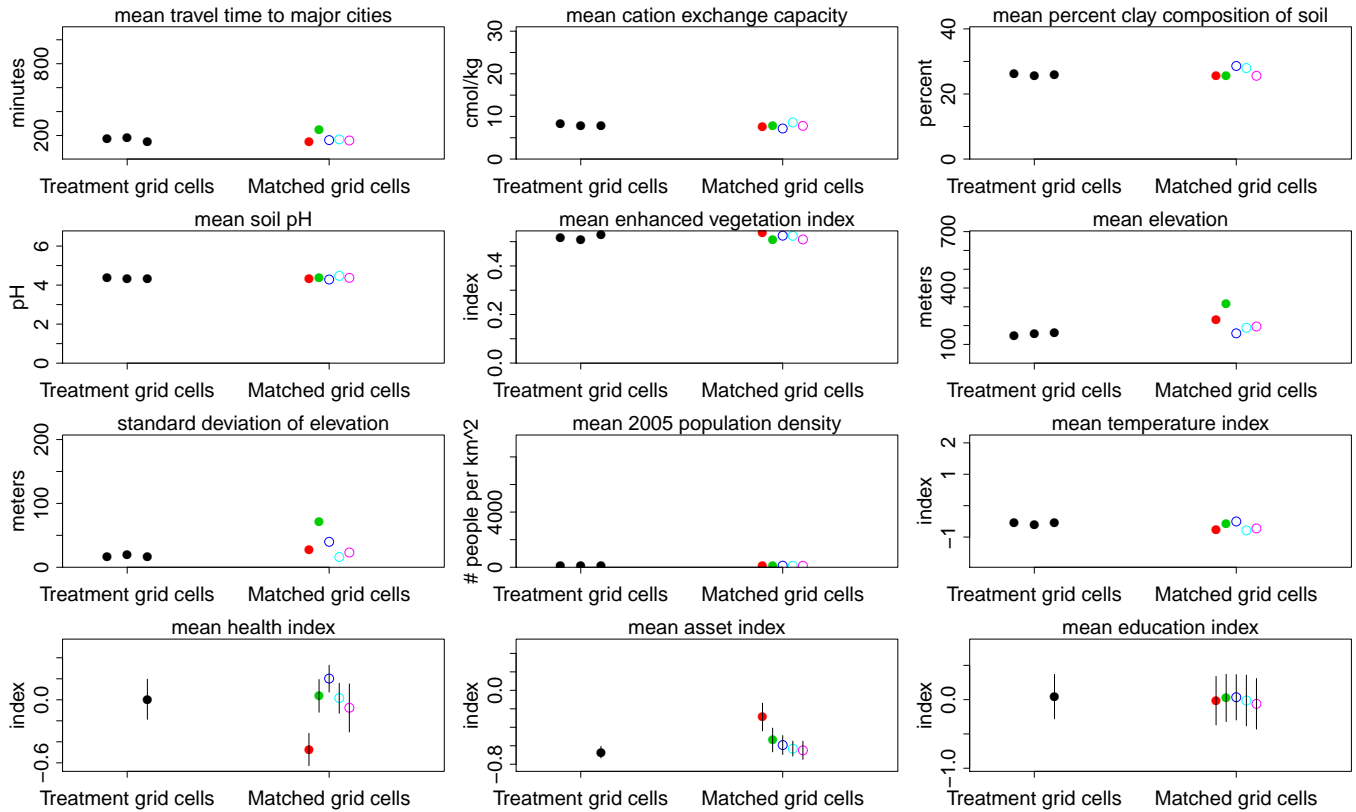 mean travel time to major cities
minutes
200
800
Treatment grid cells
Matched grid cells
mean cation exchange capacity
cmol/kg
0
10
20
30
Treatment grid cells
Matched grid cells
mean percent clay composition of soil
percent
0
20
40
Treatment grid cells
Matched grid cells
mean soil pH
pH
0
2
4
6
Treatment grid cells
Matched grid cells
mean enhanced vegetation index
index
0.0
0.2
0.4
Treatment grid cells
Matched grid cells
mean elevation
meters
100
400
700
Treatment grid cells
Matched grid cells
standard deviation of elevation
meters
0
100
200
Treatment grid cells
Matched grid cells
mean 2005 population density
# people per km^2
0
4000
Treatment grid cells
Matched grid cells
mean temperature index
index
−1
1
2
Treatment grid cells
Matched grid cells
mean health index
index
−0.6
0.0
Treatment grid cells
Matched grid cells
mean asset index
index
−0.8
0.0
Treatment grid cells
Matched grid cells
mean education index
index
−1.0
0.0
Treatment grid cells
Matched grid cells